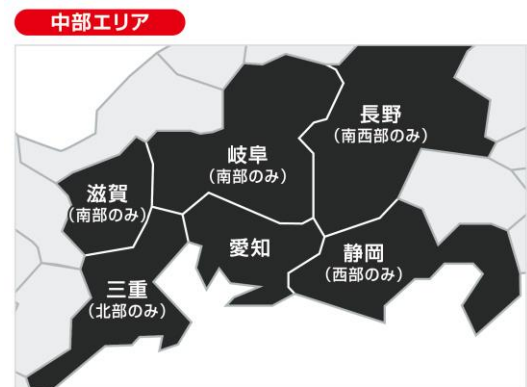 中部エリア
長野
（南西部のみ）
岐阜
（南部のみ）
滋賀
（南部のみ）
愛知
静岡
（西部のみ）
三重
（北部のみ）